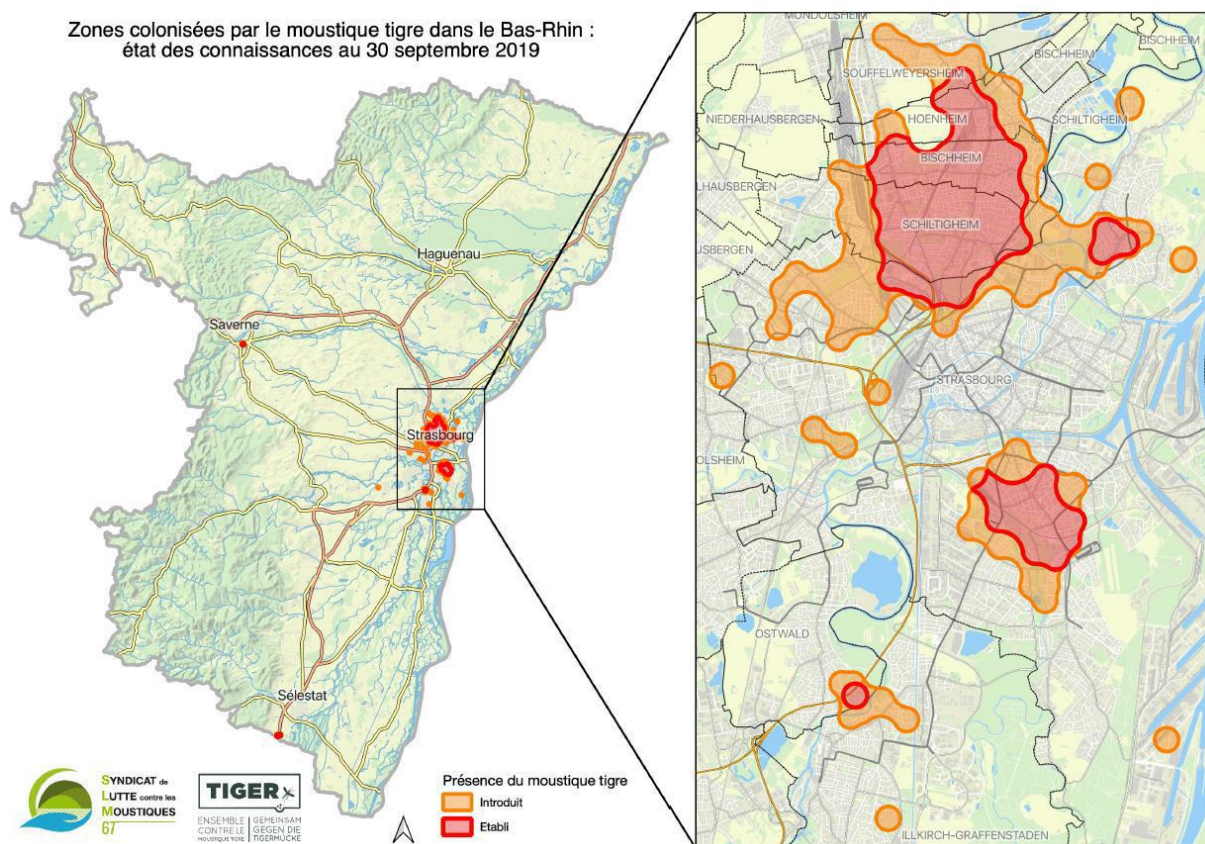 Zones colonisées par le moustique tigre dans le Bas-Rhin :
état des connaissances au 30 septembre 2019
Haguenau
Saverne
Strasbourg
Sélestat
SYNDICAT de
LUTTE contre les
MOUSTIQUES
67
TIGER
ENSEMBLE
CONTRE LE
MOUSTIQUE TIGRE
GEMEINSAM
GEGEN DIE
TIGERMÜCKE
Présence du moustique tigre
Introduit
Etabli
MUNDOLSHEIM
BISCHHEIM
BISCHHEIM
SOUFFELWEYERSHEIM
NIEDERHAUSBERGEN
HOENHEIM
SCHILTIGHEIM
BISCHHEIM
LHAUSBERGEN
SCHILTIGHEIM
USBERGEN
STRASBOURG
OLSHEIM
OSTWALD
ILLKIRCH-GRAFFENSTADEN